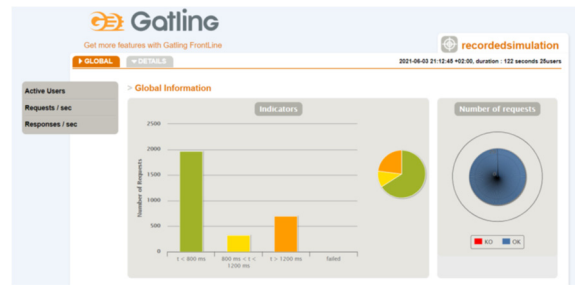 Gatling
Get more features with Gatling FrontLine
recordedsimulation
GLOBAL
DETAILS
2021-06-03 21:12:48 +02:00, duration : 122 seconds 25users
Active Users
Requests / sec
Responses / sec
> Global Information
Indicators
Number of requests
Number of Requests
2500
2000
1500
1000
500
0
t < 800 ms
800 ms < t <
1200 ms
t > 1200 ms
failed
KO
OK